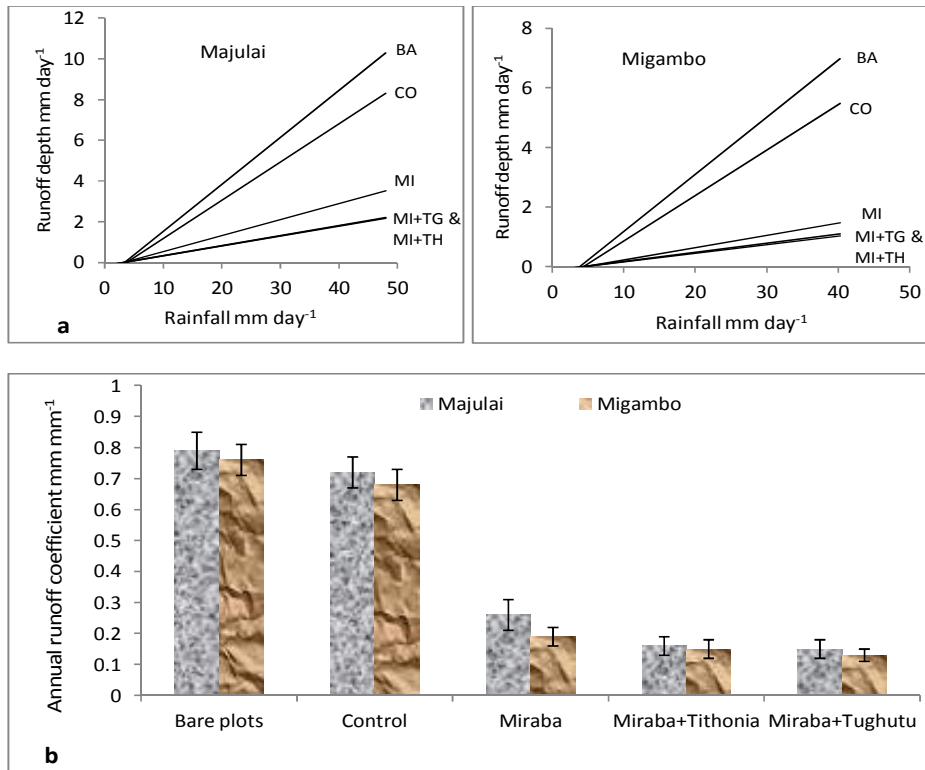 Majulai
Runoff depth mm day-1
12
10
8
6
4
2
0
BA
CO
MI
MI+TG &
MI+TH
0 10 20 30 40 50
Rainfall mm day-1
a
Migambo
Runoff depth mm day-1
8
6
4
2
0
BA
CO
MI
MI+TG &
MI+TH
0 10 20 30 40 50
Rainfall mm day-1
Annual runoff coefficient mm mm-1
1
0.9
0.8
0.7
0.6
0.5
0.4
0.3
0.2
0.1
0
Majulai Migambo
Bare plots Control Miraba Miraba+Tithonia Miraba+Tughutu
b